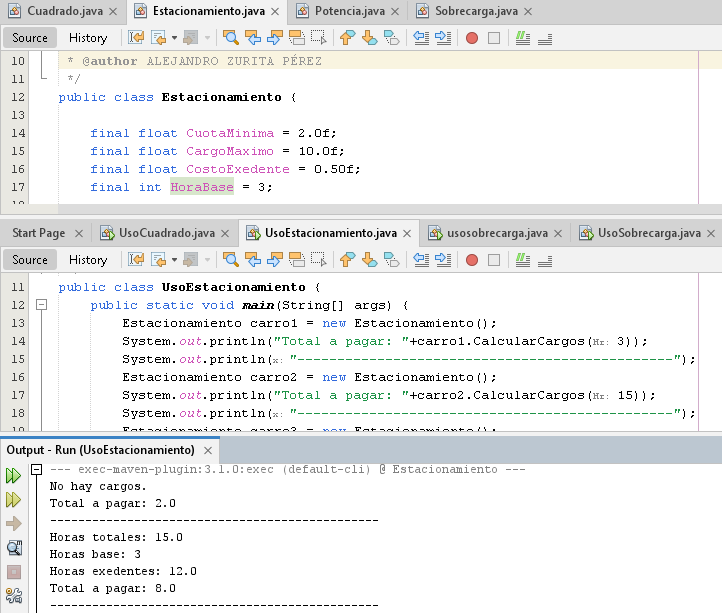 Cuadrado.java Estacionamiento.java Potencia.java Sobrecarga.java
Source History
10 * @author ALEJANDRO ZURITA PÉREZ
11 */
12 public class Estacionamiento {
13
14 final float CuotaMinima = 2.0f;
15 final float CargoMaximo = 10.0f;
16 final float CostoExedente = 0.50f;
17 final int HoraBase = 3;
Start Page UsoCuadrado.java UsoEstacionamiento.java usosobrecarga.java UsoSobrecarga.java
Source History
11 public class UsoEstacionamiento {
12 public static void main(String[] args) {
13 Estacionamiento carro1 = new Estacionamiento();
14 System.out.println("Total a pagar: "+carro1.CalcularCargos(Hr: 3));
15 System.out.println(x: "-----------------------------------------");
16 Estacionamiento carro2 = new Estacionamiento();
17 System.out.println("Total a pagar: "+carro2.CalcularCargos(Hr: 15));
18 System.out.println(x: "-----------------------------------------");
Estacionamiento carro3 = new Estacionamiento();
Output - Run (UsoEstacionamiento)
--- exec-maven-plugin:3.1.0:exec (default-cli) @ Estacionamiento ---
No hay cargos.
Total a pagar: 2.0
-----------------------------------------
Horas totales: 15.0
Horas base: 3
Horas exedentes: 12.0
Total a pagar: 8.0
-----------------------------------------